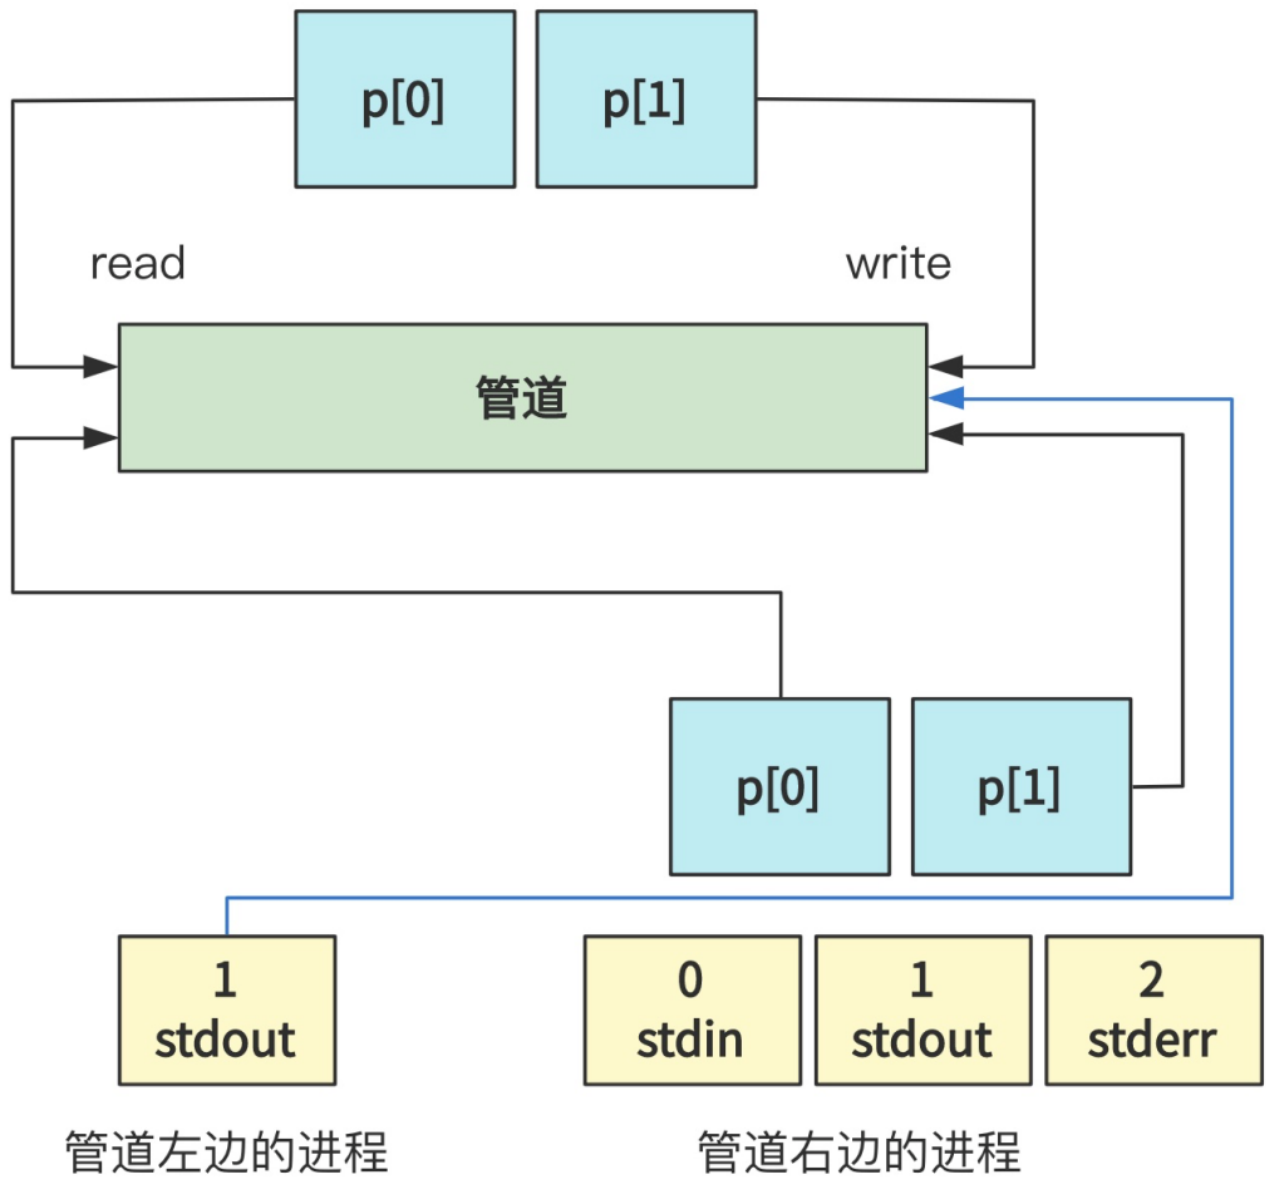 p[0]
p[1]
read
write
管道
p[0]
p[1]
1
stdout
0
stdin
1
stdout
2
stderr
管道左边的进程
管道右边的进程